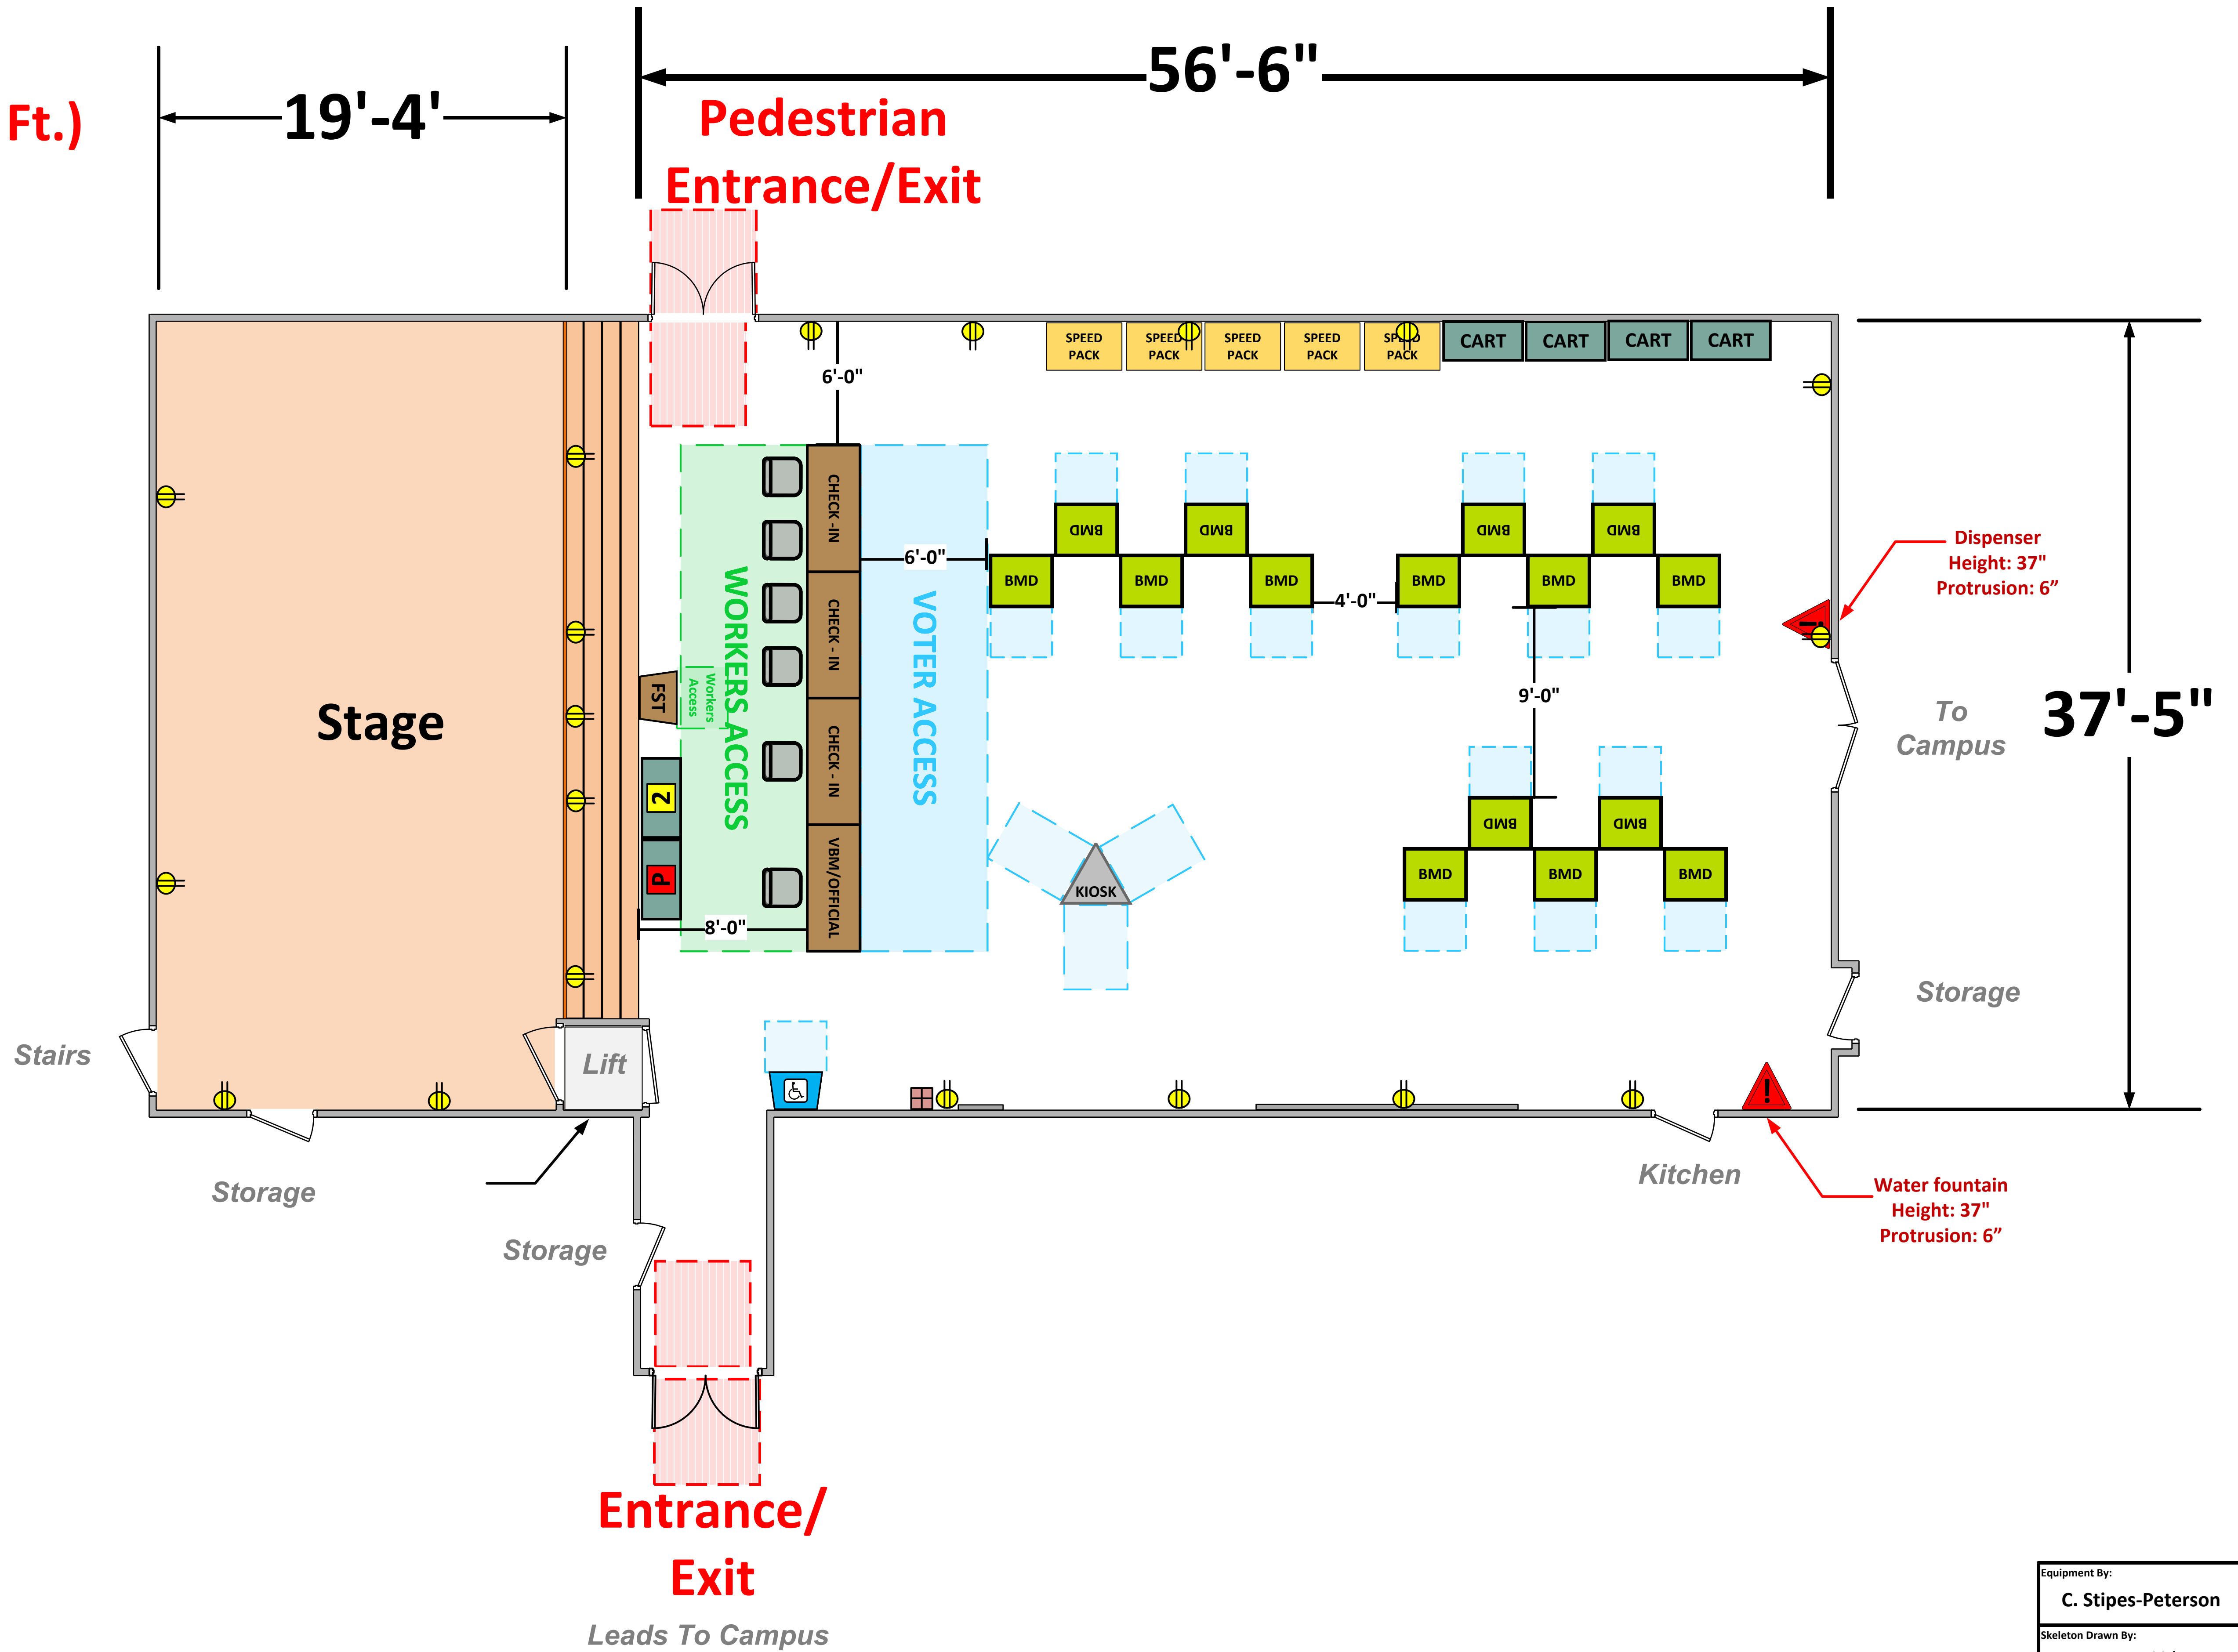 56'-6"
19'-4'
Ft.)
Pedestrian
Entrance/Exit
SPEED
PACK
SPEED
PACK
SPEED
PACK
SPEED
PACK
SPEED
PACK
CART
CART
CART
CART
6'-0"
CHECK -IN
CHECK - IN
CHECK - IN
VBM/OFFICIAL
WORKERS ACCESS
Workers
Access
VOTER ACCESS
6'-0"
BMD
BMD
BMD
BMD
BMD
4'-0"
BMD
BMD
BMD
BMD
BMD
Dispenser
Height: 37"
Protrusion: 6”
9'-0"
Stage
FST
2
P
8'-0"
To
Campus
37'-5"
BMD
BMD
BMD
BMD
BMD
KIOSK
Storage
Stairs
Lift
!
!
Storage
Storage
Kitchen
Water fountain
Height: 37"
Protrusion: 6”
Entrance/
Exit
Leads To Campus
Equipment By:
C. Stipes-Peterson
Skeleton Drawn By: